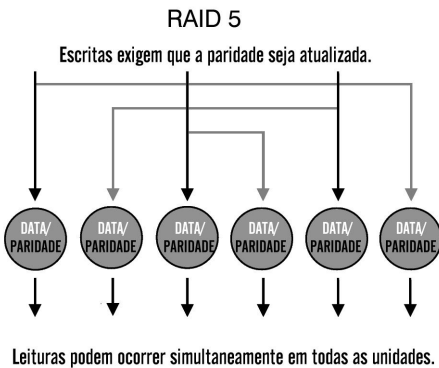 RAID 5
Escritas exigem que a paridade seja atualizada.
DATA/ DATA/ DATA/ DATA/ DATA/ DATA/
PARIDADE PARIDADE PARIDADE PARIDADE PARIDADE PARIDADE
Leituras podem ocorrer simultaneamente em todas as unidades.